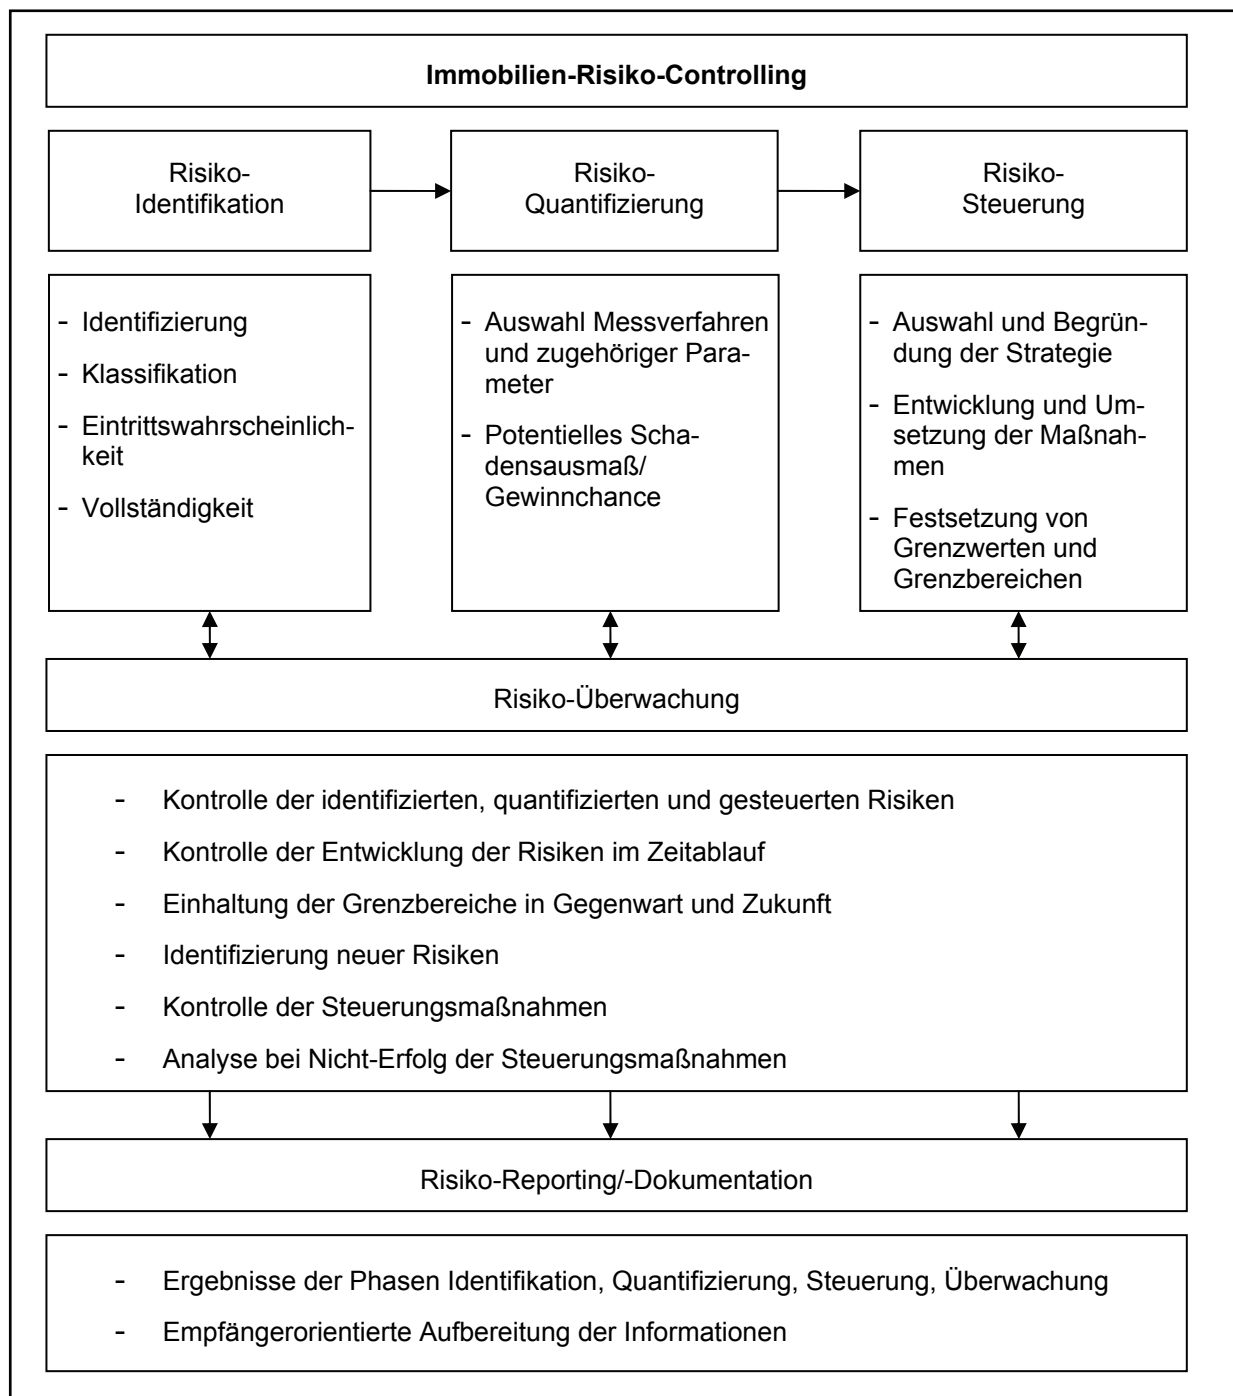 Immobilien-Risiko-Controlling
Risiko-
Identifikation
Risiko-
Quantifizierung
Risiko-
Steuerung
- Identifizierung
- Klassifikation
- Eintrittswahrscheinlich-
keit
- Vollständigkeit
- Auswahl Messverfahren
und zugehöriger Para-
meter
- Potentielles Scha-
densausmaß/
Gewinnchance
- Auswahl und Begrün-
dung der Strategie
- Entwicklung und Um-
setzung der Maßnah-
men
- Festsetzung von
Grenzwerten und
Grenzbereichen
Risiko-Überwachung
- Kontrolle der identifizierten, quantifizierten und gesteuerten Risiken
- Kontrolle der Entwicklung der Risiken im Zeitablauf
- Einhaltung der Grenzbereiche in Gegenwart und Zukunft
- Identifizierung neuer Risiken
- Kontrolle der Steuerungsmaßnahmen
- Analyse bei Nicht-Erfolg der Steuerungsmaßnahmen
Risiko-Reporting/-Dokumentation
- Ergebnisse der Phasen Identifikation, Quantifizierung, Steuerung, Überwachung
- Empfängerorientierte Aufbereitung der Informationen